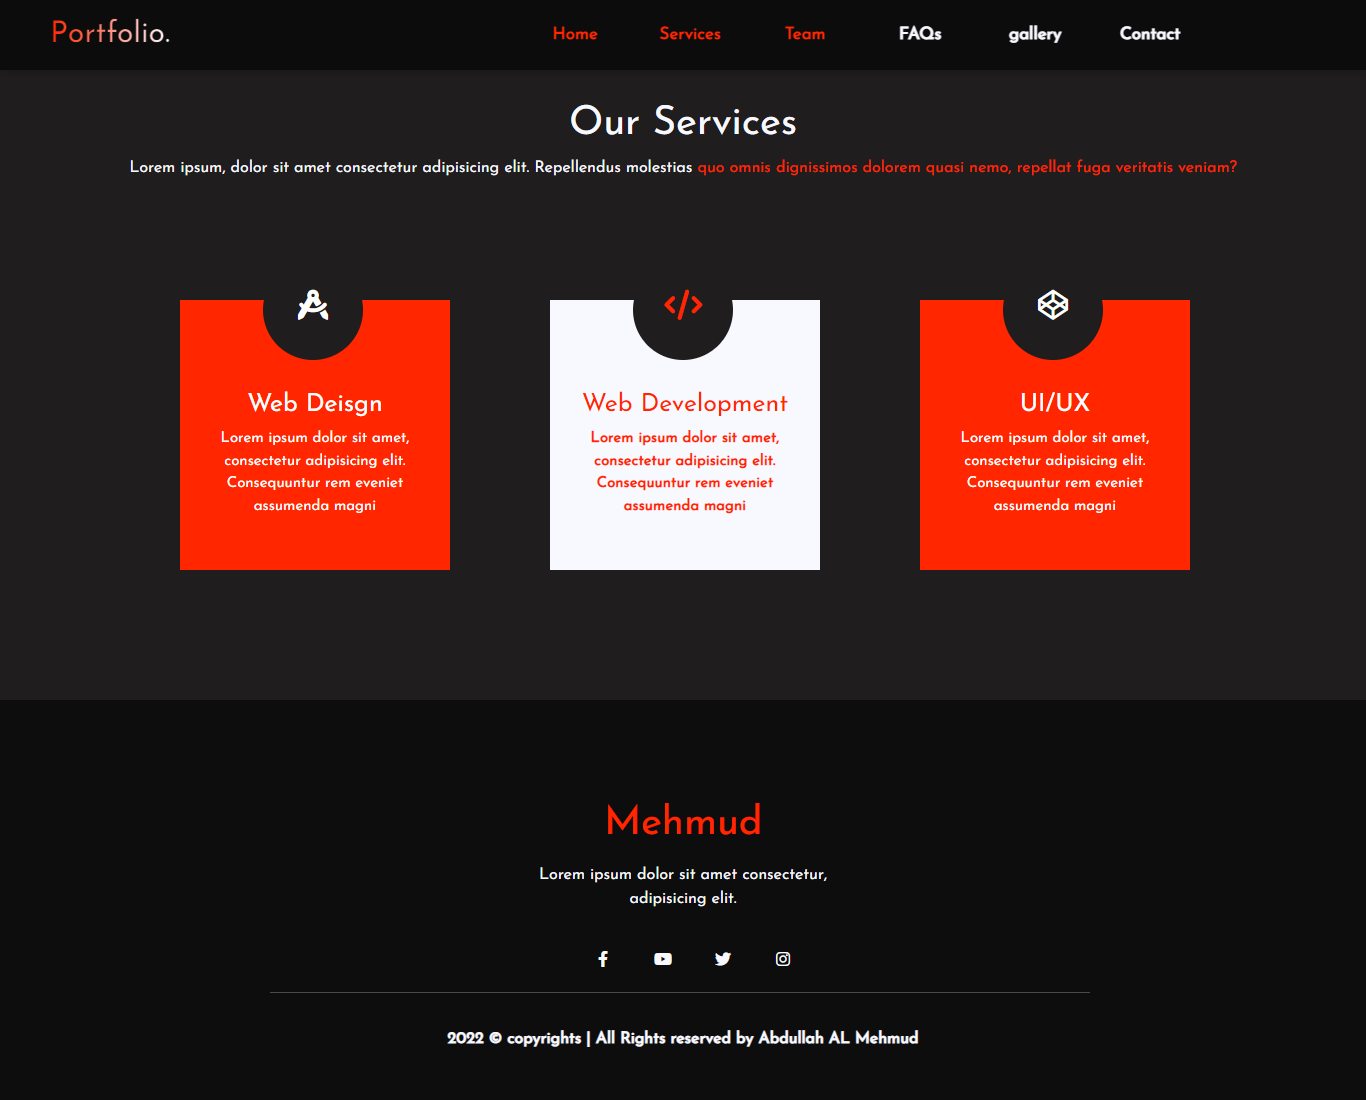 Portfolio.
Home Services Team FAQs gallery Contact
Our Services
Lorem ipsum, dolor sit amet consectetur adipisicing elit. Repellendus molestias quo omnis dignissimos dolorem quasi nemo, repellat fuga veritatis veniam?
Web Deisgn
Lorem ipsum dolor sit amet,
consectetur adipisicing elit.
Consequuntur rem eveniet
assumenda magni
Web Development
Lorem ipsum dolor sit amet,
consectetur adipisicing elit.
Consequuntur rem eveniet
assumenda magni
UI/UX
Lorem ipsum dolor sit amet,
consectetur adipisicing elit.
Consequuntur rem eveniet
assumenda magni
Mehmud
Lorem ipsum dolor sit amet consectetur,
adipisicing elit.
2022 © copyrights | All Rights reserved by Abdullah AL Mehmud